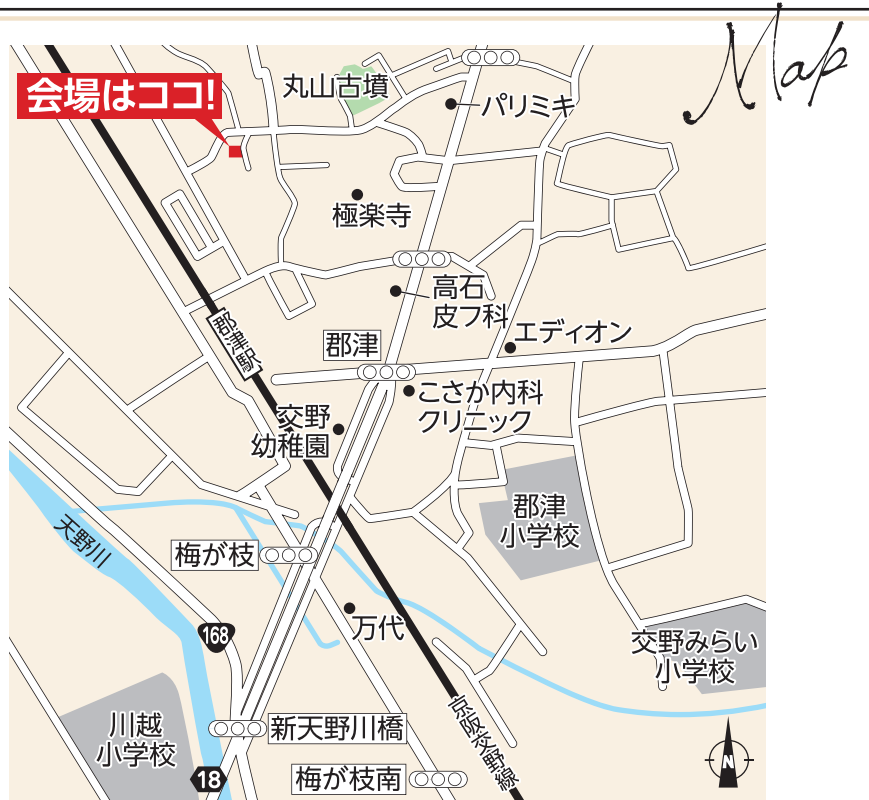 Map
会場はココ!
丸山古墳
パリミキ
極楽寺
高石
皮フ科
郡津駅
郡津
エディオン
こさか内科
クリニック
交野
幼稚園
郡津
小学校
天野川
梅が枝
万代
168
交野みらい
小学校
川越
小学校
新天野川橋
京阪交野線
18
梅が枝南
N